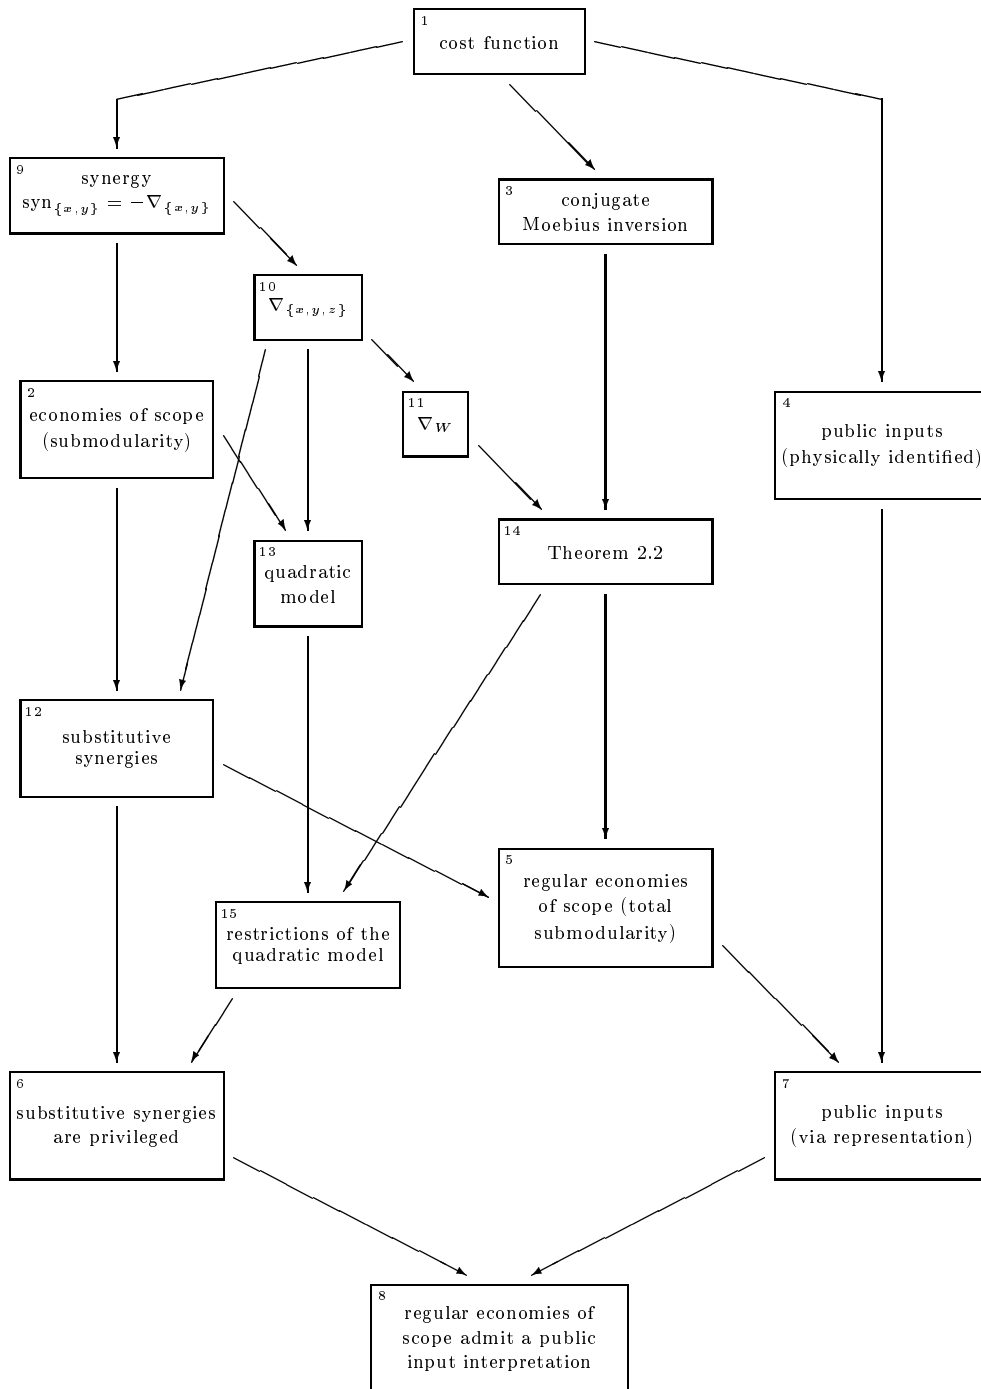 1
cost function
9
synergy
syn_{x,y} = −∇_{x,y}
3
conjugate
Moebius inversion
10
∇_{x,y,z}
2
economies of scope
(submodularity)
11
∇_W
4
public inputs
(physically identified)
14
Theorem 2.2
13
quadratic
model
12
substitutive
synergies
5
regular economies
of scope (total
submodularity)
15
restrictions of the
quadratic model
6
substitutive synergies
are privileged
7
public inputs
(via representation)
8
regular economies of
scope admit a public
input interpretation